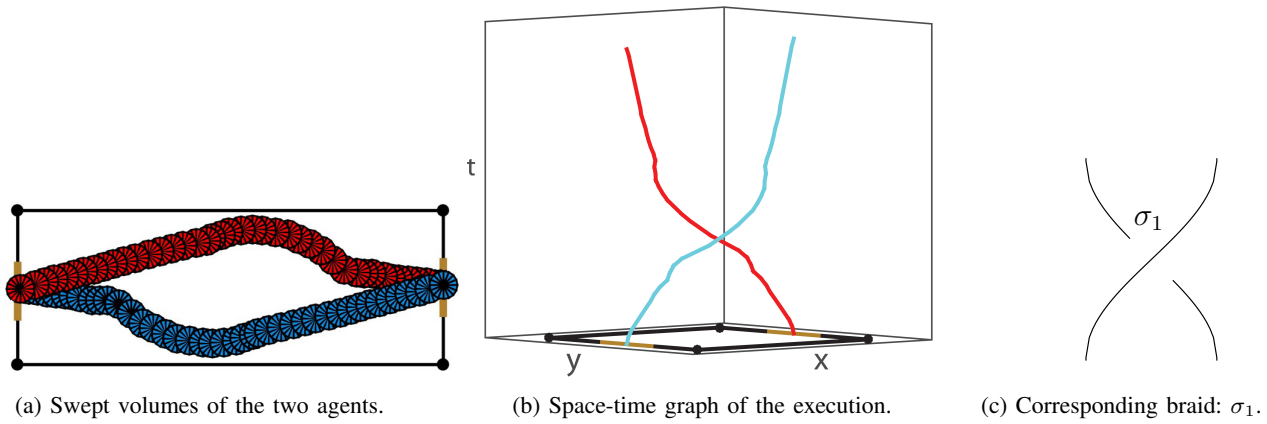 t
y
x
σ₁
(a) Swept volumes of the two agents.
(b) Space-time graph of the execution.
(c) Corresponding braid: σ₁.